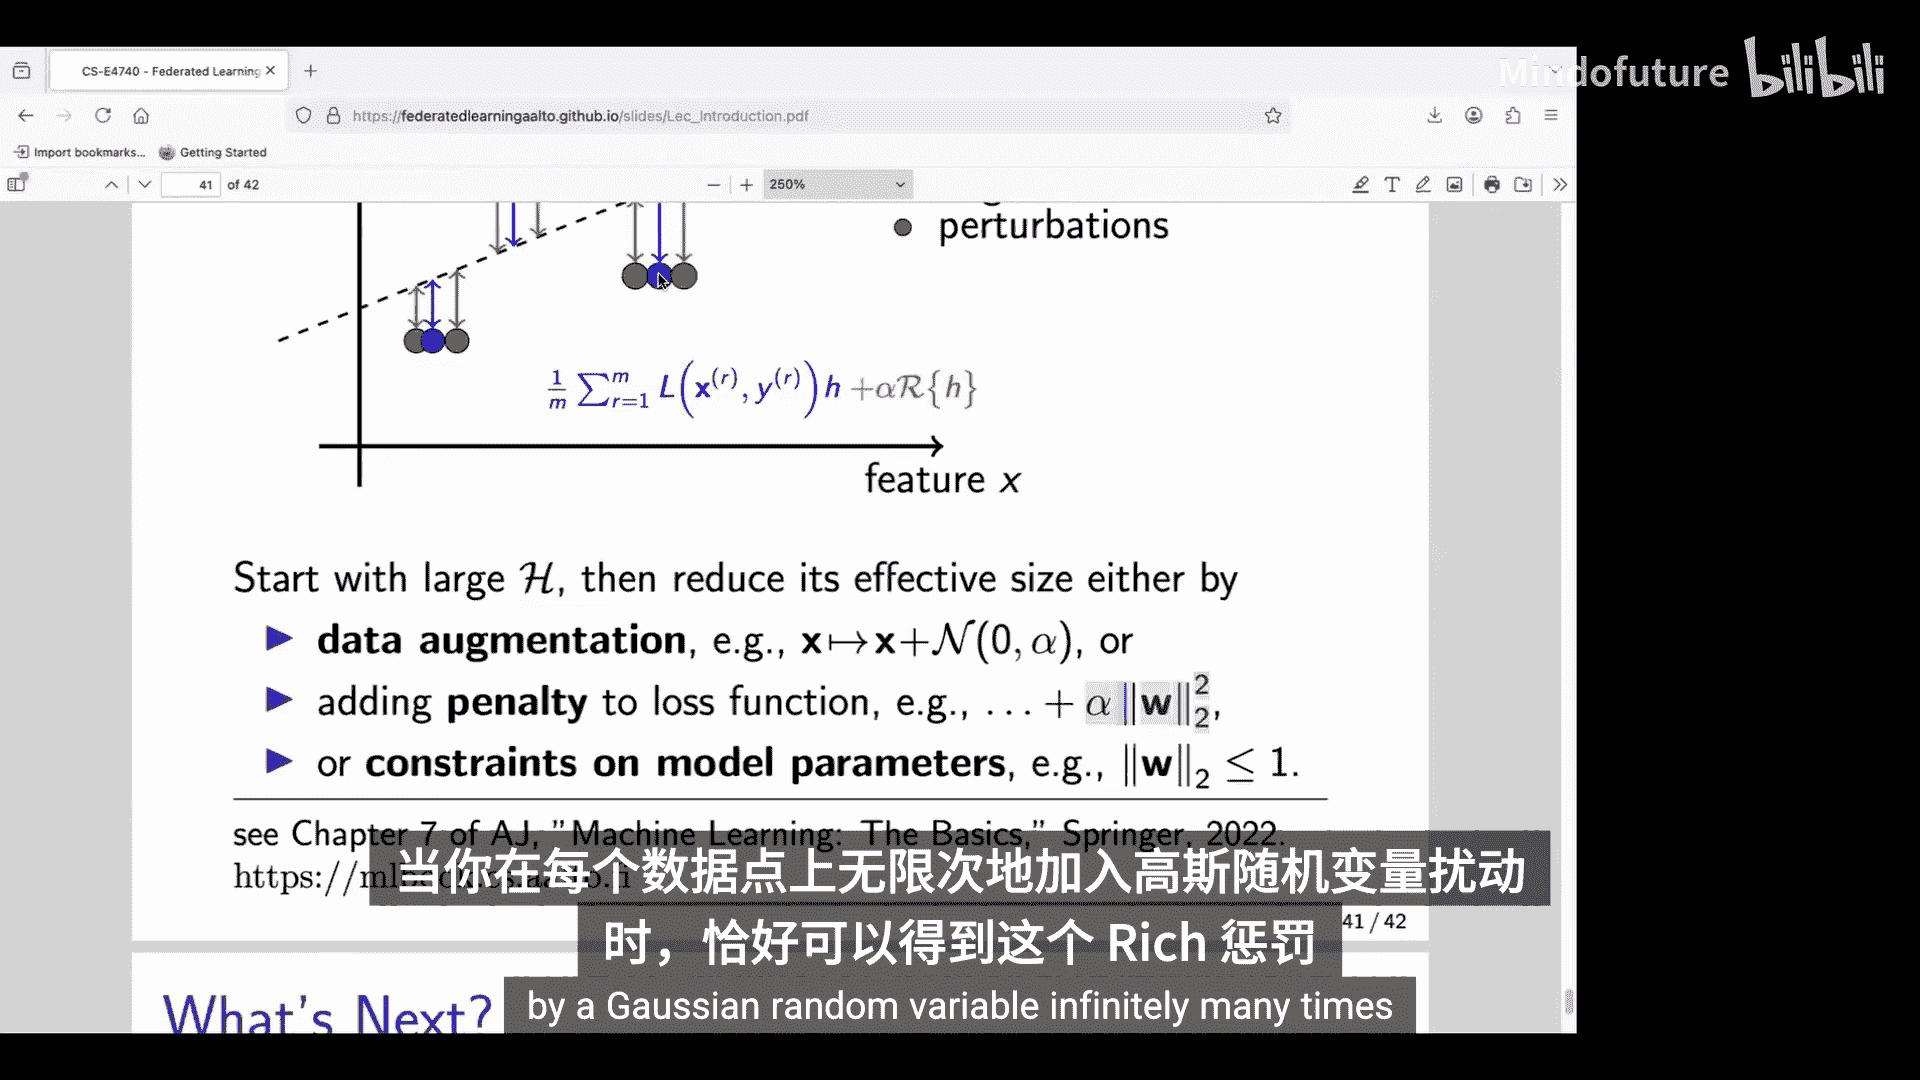 Mindofuture bilibili
CS-E4740 - Federated Learning
https://federatedlearningaalto.github.io/slides/Lec_Introduction.pdf
Import bookmarks... Getting Started
41 of 42
250%
perturbations
1/m ∑_{r=1}^{m} L(x^{(r)}, y^{(r)})h +αR{h}
feature x
Start with large H, then reduce its effective size either by
▶ data augmentation, e.g., x↦x+N(0, α), or
▶ adding penalty to loss function, e.g., ... + α‖w‖₂²,
▶ or constraints on model parameters, e.g., ‖w‖₂ ≤ 1.
see Chapter 7 of AJ, "Machine Learning: The Basics," Springer, 2022.
当你在每个数据点上无限次地加入高斯随机变量扰动
时，恰好可以得到这个 Rich 惩罚
41 / 42
What's Next?
by a Gaussian random variable infinitely many times